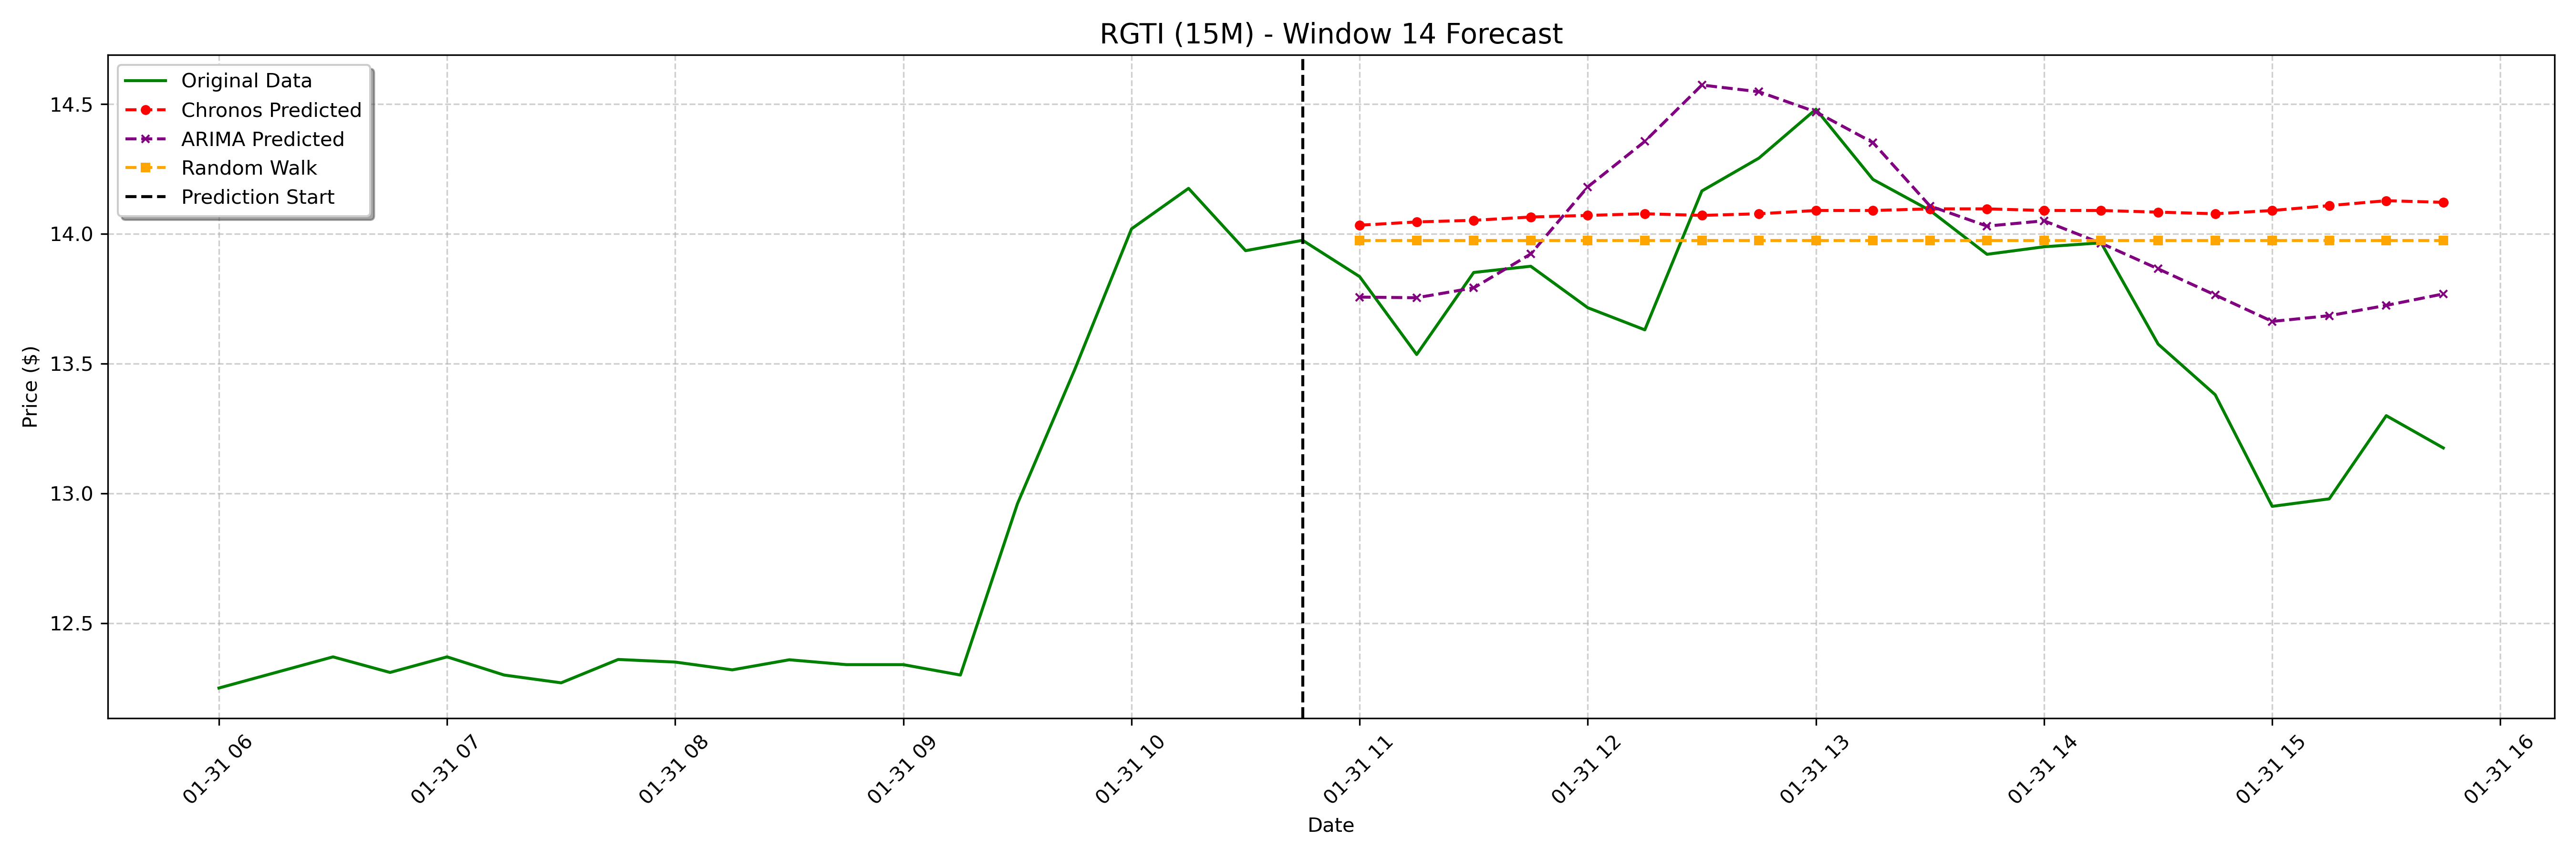 RGTI (15M) - Window 14 Forecast
Original Data
Chronos Predicted
ARIMA Predicted
Random Walk
Prediction Start
Price ($)
14.5
14.0
13.5
13.0
12.5
01-31 06
01-31 07
01-31 08
01-31 09
01-31 10
01-31 11
01-31 12
01-31 13
01-31 14
01-31 15
01-31 16
Date